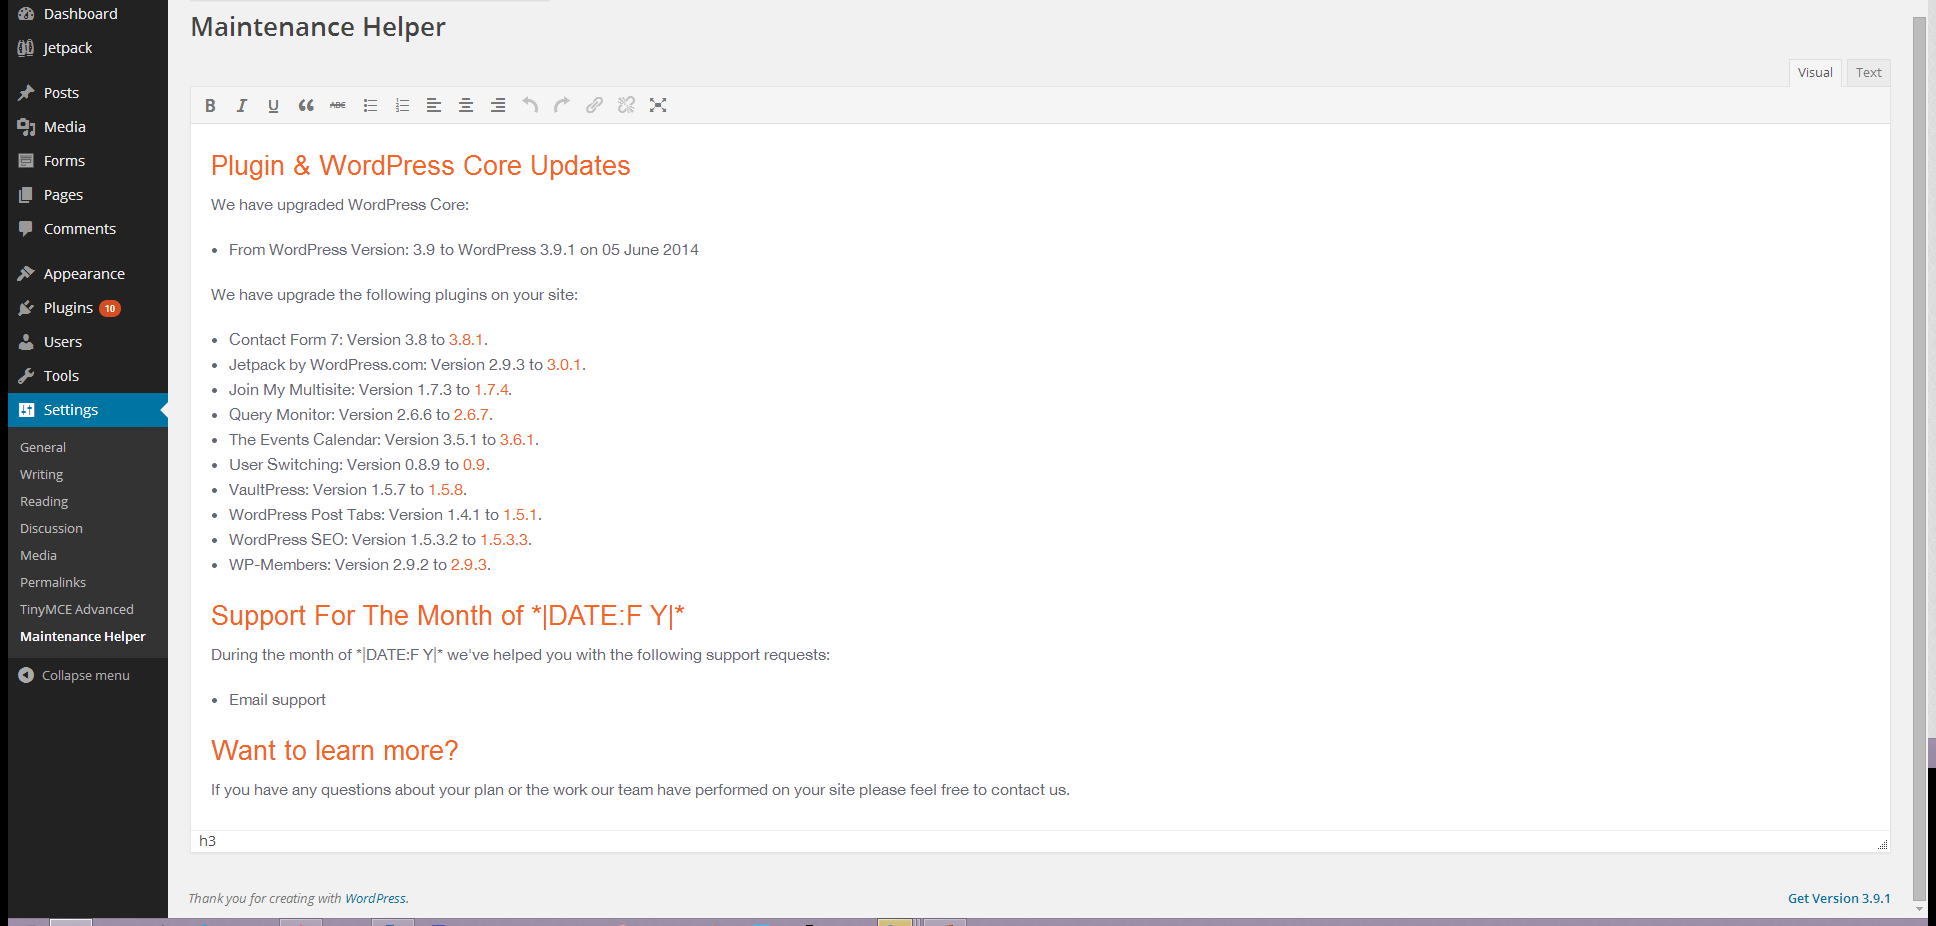 Dashboard
Jetpack
Posts
Media
Forms
Pages
Comments
Appearance
Plugins 10
Users
Tools
Settings
General
Writing
Reading
Discussion
Media
Permalinks
TinyMCE Advanced
Maintenance Helper
Collapse menu
Maintenance Helper
Visual Text
B I U ABC
Plugin & WordPress Core Updates
We have upgraded WordPress Core:
• From WordPress Version: 3.9 to WordPress 3.9.1 on 05 June 2014
We have upgrade the following plugins on your site:
• Contact Form 7: Version 3.8 to 3.8.1.
• Jetpack by WordPress.com: Version 2.9.3 to 3.0.1.
• Join My Multisite: Version 1.7.3 to 1.7.4.
• Query Monitor: Version 2.6.6 to 2.6.7.
• The Events Calendar: Version 3.5.1 to 3.6.1.
• User Switching: Version 0.8.9 to 0.9.
• VaultPress: Version 1.5.7 to 1.5.8.
• WordPress Post Tabs: Version 1.4.1 to 1.5.1.
• WordPress SEO: Version 1.5.3.2 to 1.5.3.3.
• WP-Members: Version 2.9.2 to 2.9.3.
Support For The Month of *|DATE:F Y|*
During the month of *|DATE:F Y|* we've helped you with the following support requests:
• Email support
Want to learn more?
If you have any questions about your plan or the work our team have performed on your site please feel free to contact us.
h3
Thank you for creating with WordPress.
Get Version 3.9.1